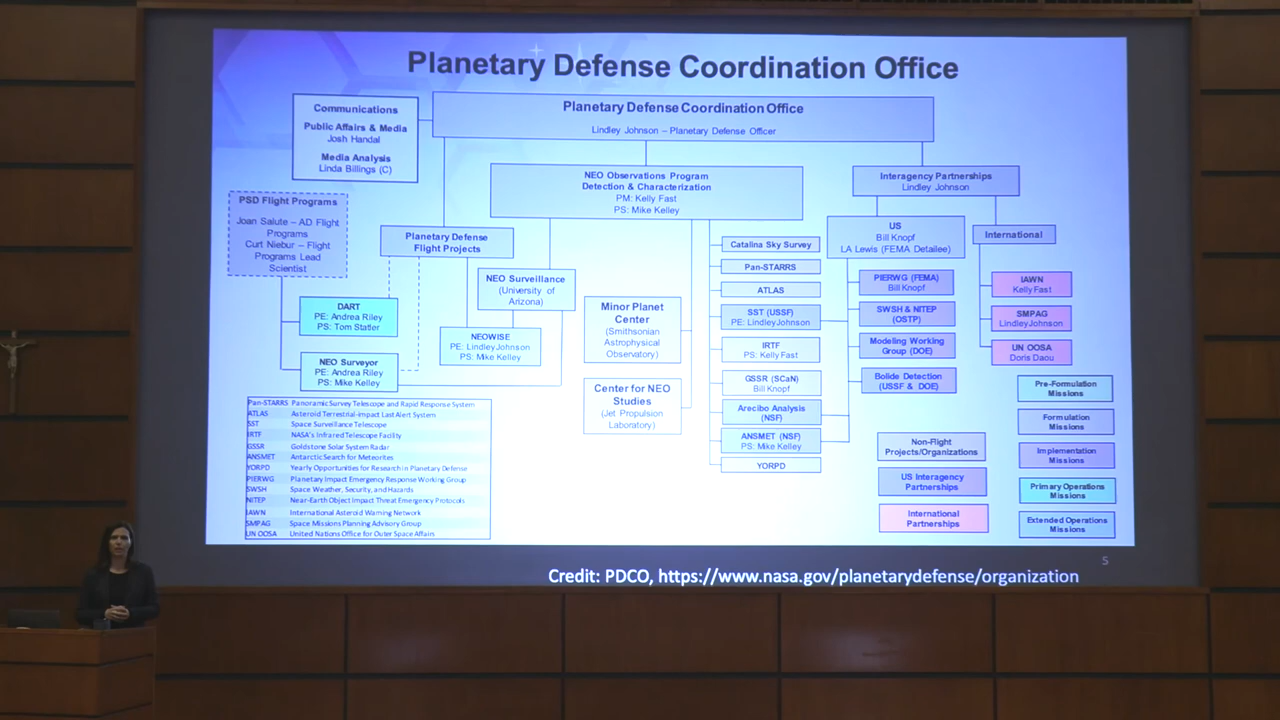 Planetary Defense Coordination Office
Communications
Public Affairs & Media
Josh Handal
Media Analysis
Linda Billings (C)
Planetary Defense Coordination Office
Lindley Johnson – Planetary Defense Officer
NEO Observations Program
Detection & Characterization
PM: Kelly Fast
PS: Mike Kelley
Interagency Partnerships
Lindley Johnson
PSD Flight Programs
Joan Salute – AD Flight
Programs
Curt Niebur – Flight
Programs Lead
Scientist
Planetary Defense
Flight Projects
DART
PE: Andrea Riley
PS: Tom Statler
NEO Surveyor
PE: Andrea Riley
PS: Mike Kelley
NEO Surveillance
(University of
Arizona)
NEOWISE
PE: Lindley Johnson
PS: Mike Kelley
Minor Planet
Center
(Smithsonian
Astrophysical
Observatory)
Center for NEO
Studies
(Jet Propulsion
Laboratory)
Catalina Sky Survey
Pan-STARRS
ATLAS
SST (USSF)
PE: Lindley Johnson
IRTF
PS: Kelly Fast
GSSR (SCaN)
Bill Knopf
Arecibo Analysis
(NSF)
ANSMET (NSF)
PS: Mike Kelley
YORPD
US
Bill Knopf
LA Lewis (FEMA Detailee)
PIERWG (FEMA)
Bill Knopf
SWSH & NITEP
(OSTP)
Modeling Working
Group (DOE)
Bolide Detection
(USSF & DOE)
International
IAWN
Kelly Fast
SMPAG
Lindley Johnson
UN OOSA
Doris Daou
Non-Flight
Projects/Organizations
US Interagency
Partnerships
International
Partnerships
Pre-Formulation
Missions
Formulation
Missions
Implementation
Missions
Primary Operations
Missions
Extended Operations
Missions
Pan-STARRS Panoramic Survey Telescope and Rapid Response System
ATLAS Asteroid Terrestrial-impact Last Alert System
SST Space Surveillance Telescope
IRTF NASA's Infrared Telescope Facility
GSSR Goldstone Solar System Radar
ANSMET Antarctic Search for Meteorites
YORPD Yearly Opportunities for Research in Planetary Defense
PIERWG Planetary Impact Emergency Response Working Group
SWSH Space Weather, Security, and Hazards
NITEP Near-Earth Object Impact Threat Emergency Protocols
IAWN International Asteroid Warning Network
SMPAG Space Missions Planning Advisory Group
UN OOSA United Nations Office for Outer Space Affairs
5
Credit: PDCO, https://www.nasa.gov/planetarydefense/organization